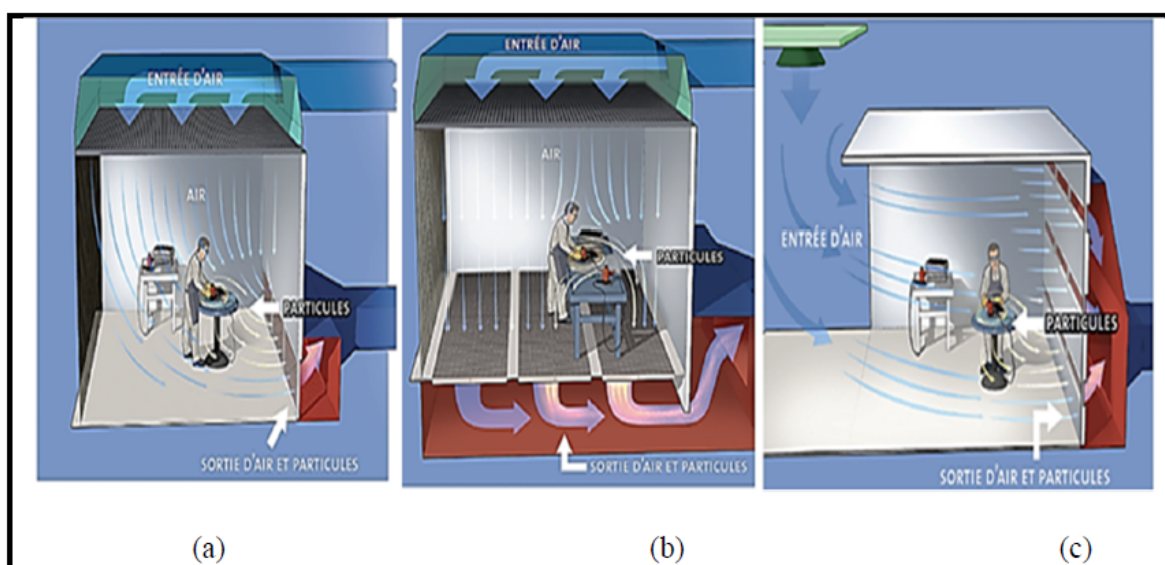 ENTRÉE D'AIR
AIR
PARTICULES
SORTIE D'AIR ET PARTICULES
(a)
ENTRÉE D'AIR
AIR
PARTICULES
SORTIE D'AIR ET PARTICULES
(b)
ENTRÉE D'AIR
PARTICULES
SORTIE D'AIR ET PARTICULES
(c)